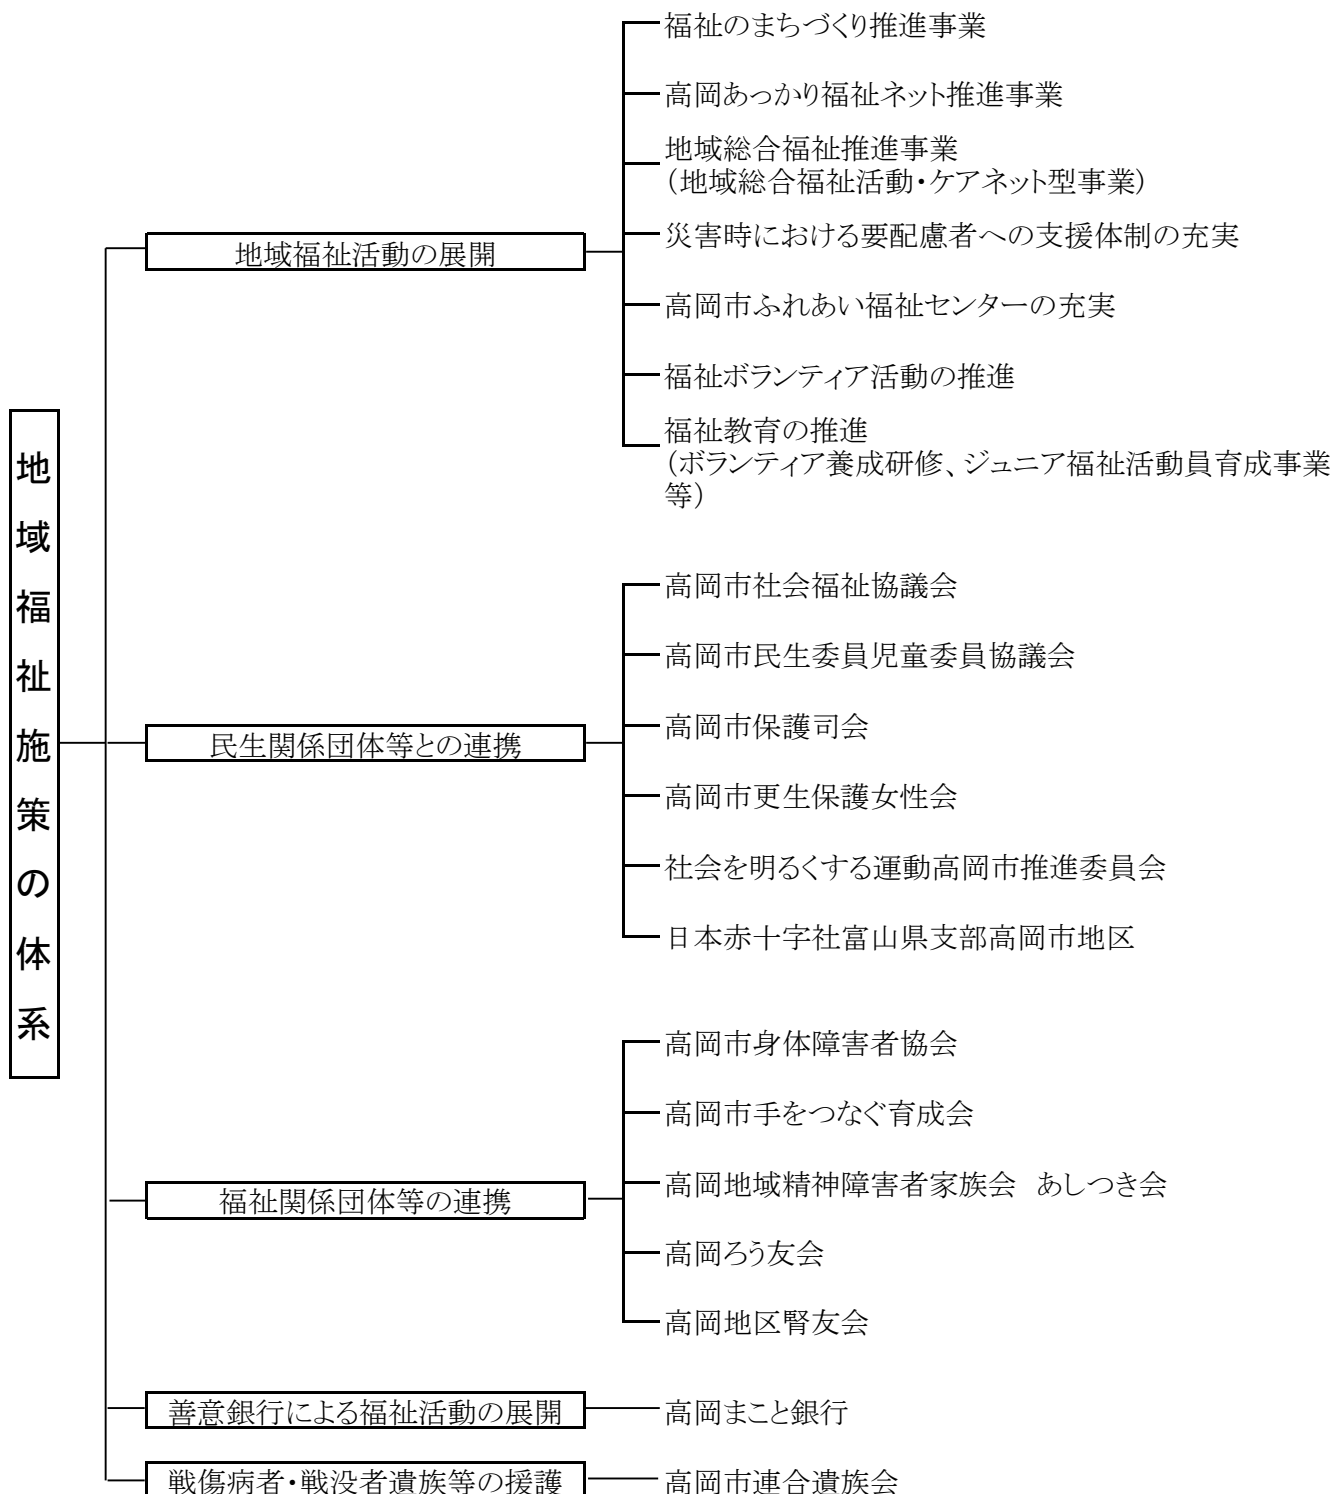 地域福祉施策の体系
地域福祉活動の展開
福祉のまちづくり推進事業
高岡あっかり福祉ネット推進事業
地域総合福祉推進事業
（地域総合福祉活動・ケアネット型事業）
災害時における要配慮者への支援体制の充実
高岡市ふれあい福祉センターの充実
福祉ボランティア活動の推進
福祉教育の推進
（ボランティア養成研修、ジュニア福祉活動員育成事業
等）
民生関係団体等との連携
高岡市社会福祉協議会
高岡市民生委員児童委員協議会
高岡市保護司会
高岡市更生保護女性会
社会を明るくする運動高岡市推進委員会
日本赤十字社富山県支部高岡市地区
福祉関係団体等の連携
高岡市身体障害者協会
高岡市手をつなぐ育成会
高岡地域精神障害者家族会　あしつき会
高岡ろう友会
高岡地区腎友会
善意銀行による福祉活動の展開
高岡まこと銀行
戦傷病者・戦没者遺族等の援護
高岡市連合遺族会